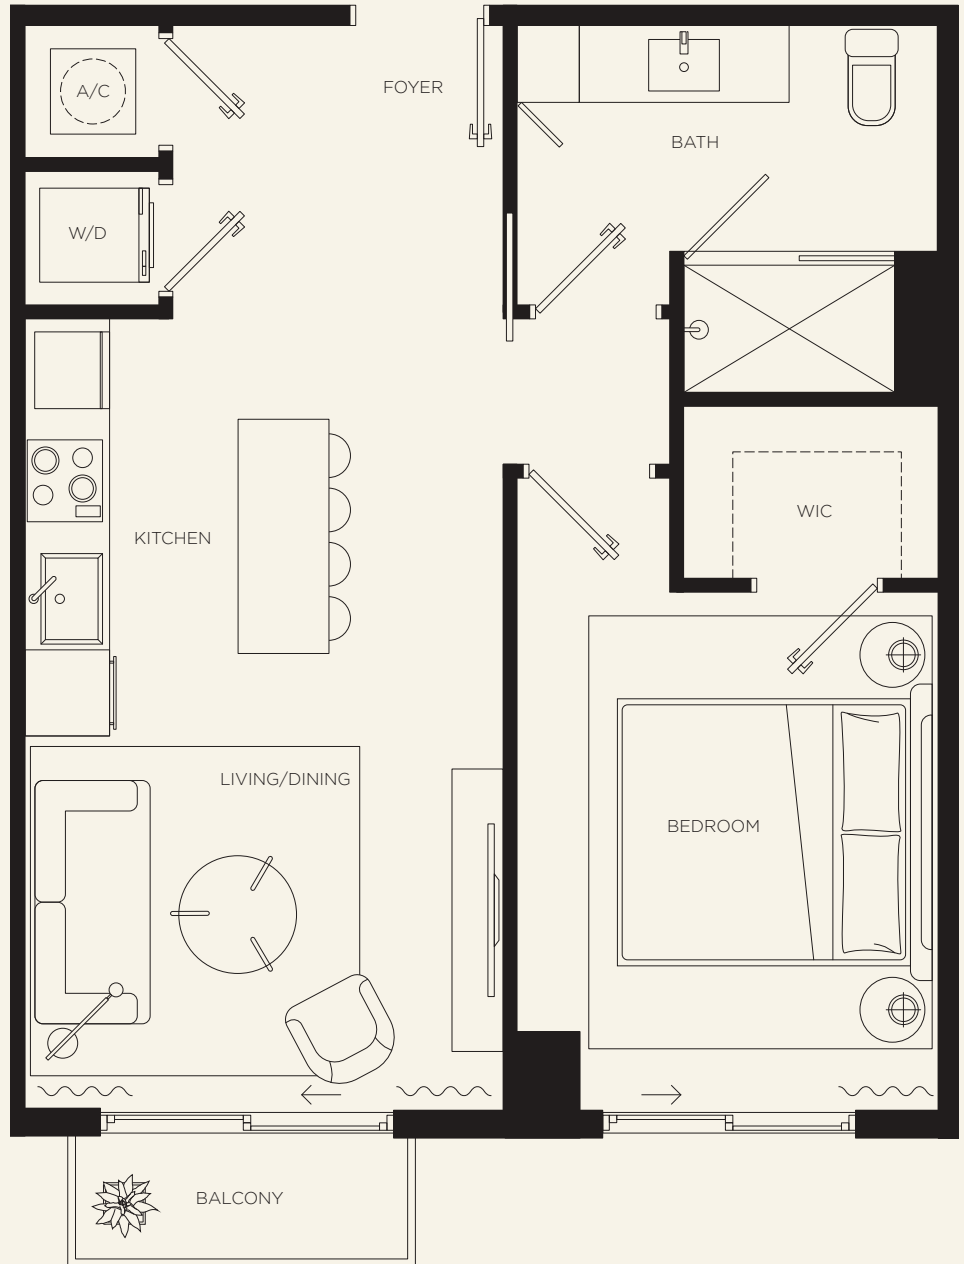 A/C
FOYER
BATH
W/D
WIC
KITCHEN
LIVING/DINING
BEDROOM
BALCONY